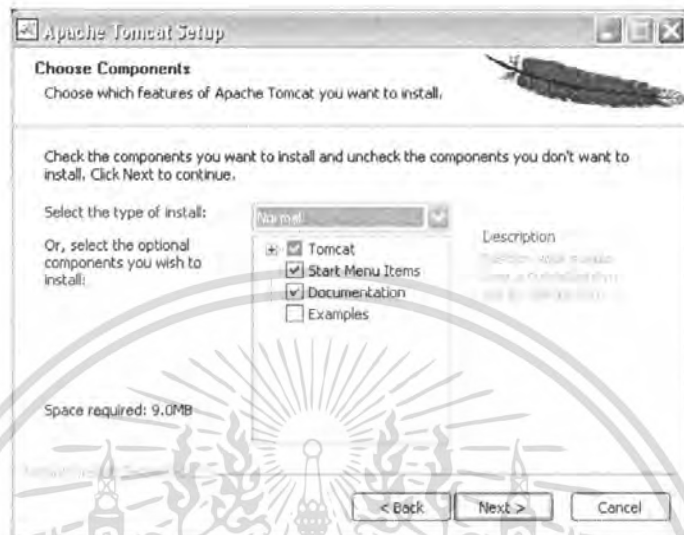 Apache Tomcat Setup
Choose Components
Choose which features of Apache Tomcat you want to install.
Check the components you want to install and uncheck the components you don't want to
install. Click Next to continue.
Select the type of install:
Normal
Or, select the optional
components you wish to
install:
Tomcat
Start Menu Items
Documentation
Examples
Description
Space required: 9.0MB
< Back
Next >
Cancel